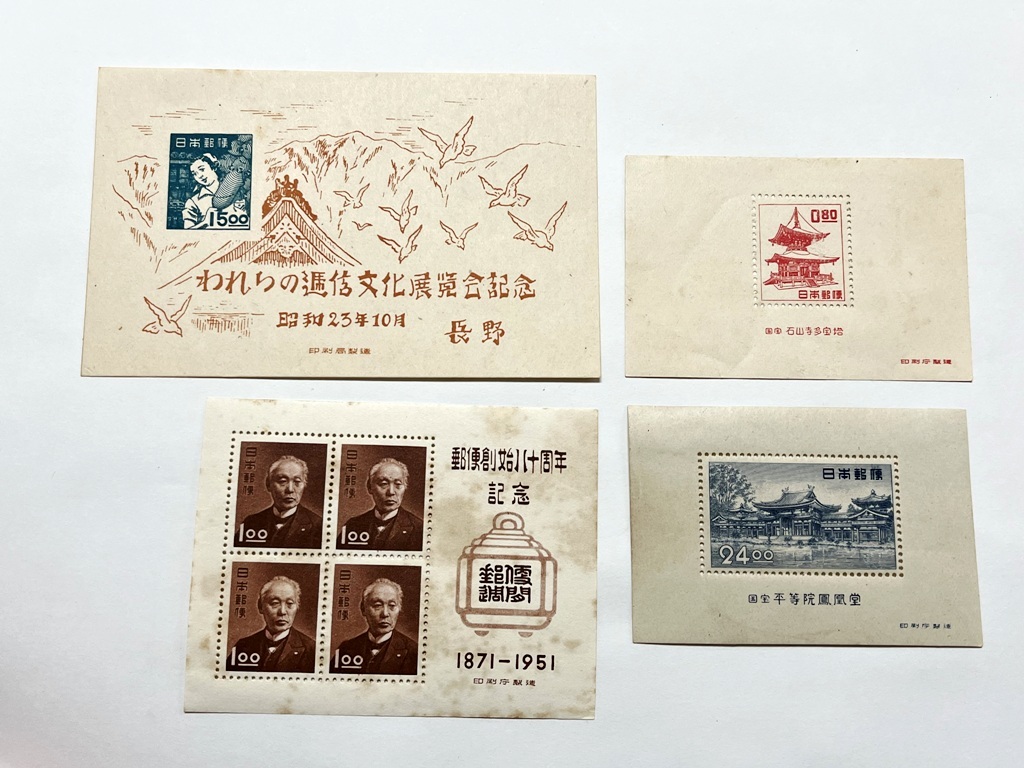 日本郵便
15.00
われらの逓信文化展覧会記念
昭和23年10月 長野
印刷局製造
0.80
日本郵便
国宝 石山寺多宝塔
印刷庁製造
日本郵便
1.00
日本郵便
1.00
日本郵便
1.00
日本郵便
1.00
郵便創始八十周年
記念
1871-1951
印刷庁製造
日本郵便
24.00
国宝 平等院鳳凰堂
印刷庁製造